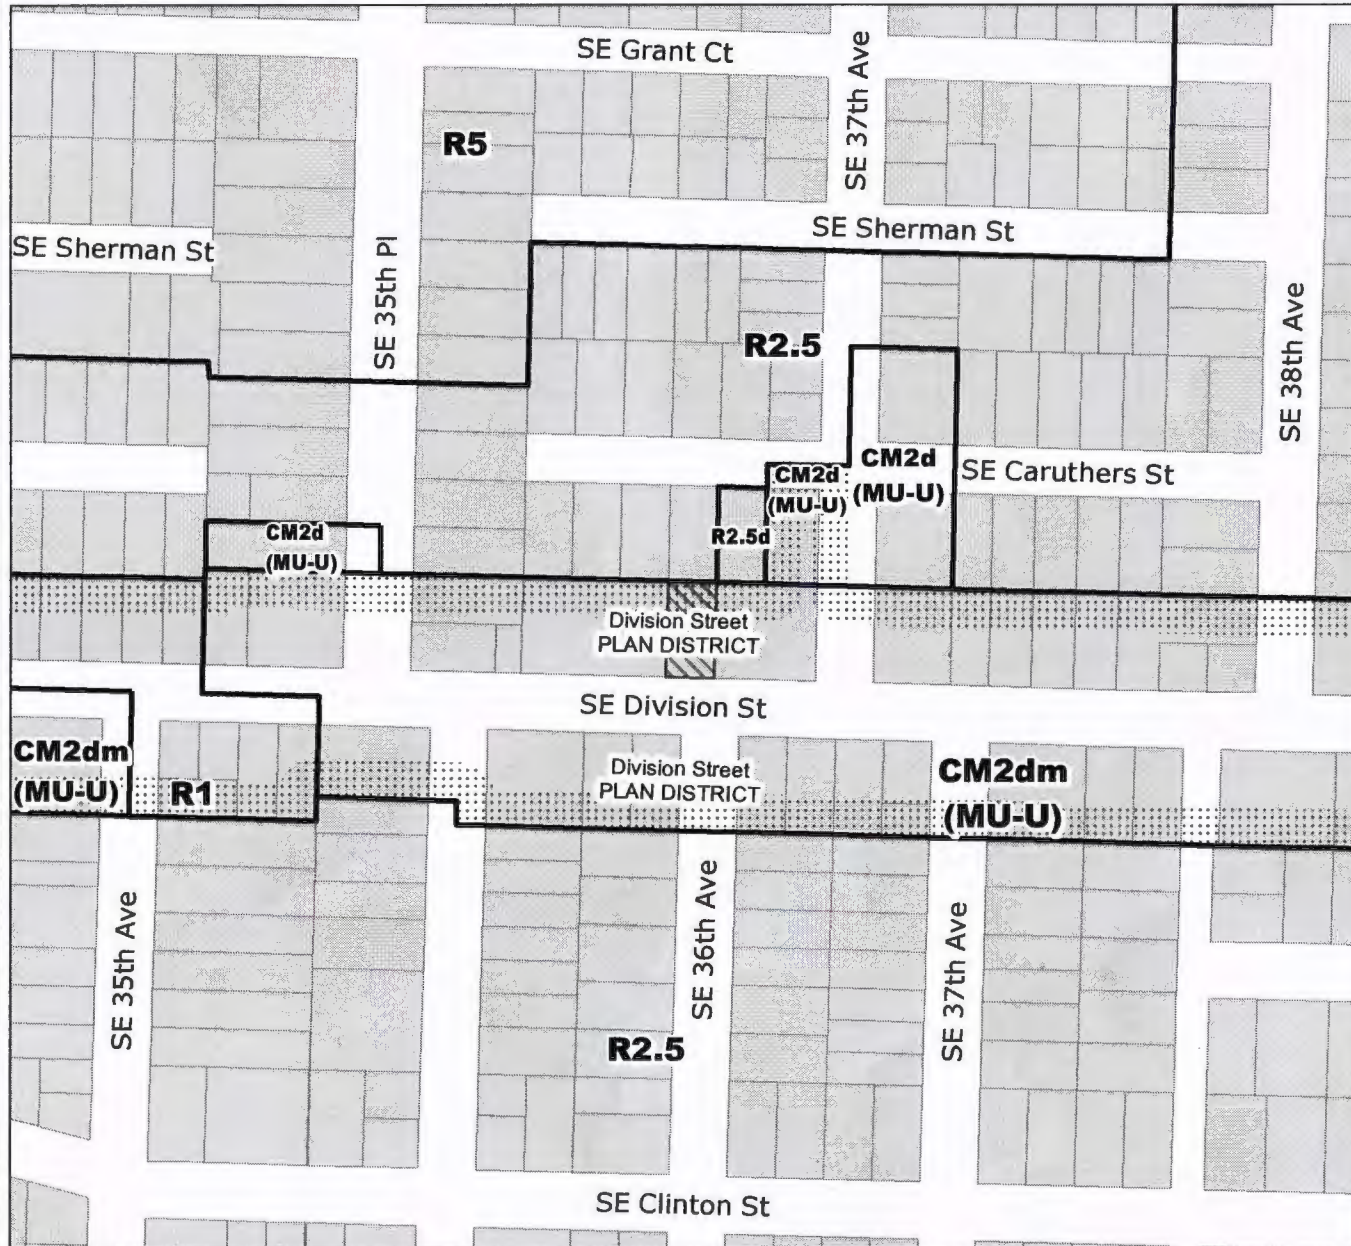 SE Grant Ct
SE 37th Ave
R5
SE Sherman St
SE Sherman St
SE 35th Pl
SE 38th Ave
R2.5
CM2d
(MU-U)
SE Caruthers St
CM2d
(MU-U)
R2.5d
CM2d
(MU-U)
Division Street
PLAN DISTRICT
SE Division St
CM2dm
(MU-U)
R1
Division Street
PLAN DISTRICT
CM2dm
(MU-U)
SE 35th Ave
SE 36th Ave
SE 37th Ave
R2.5
SE Clinton St